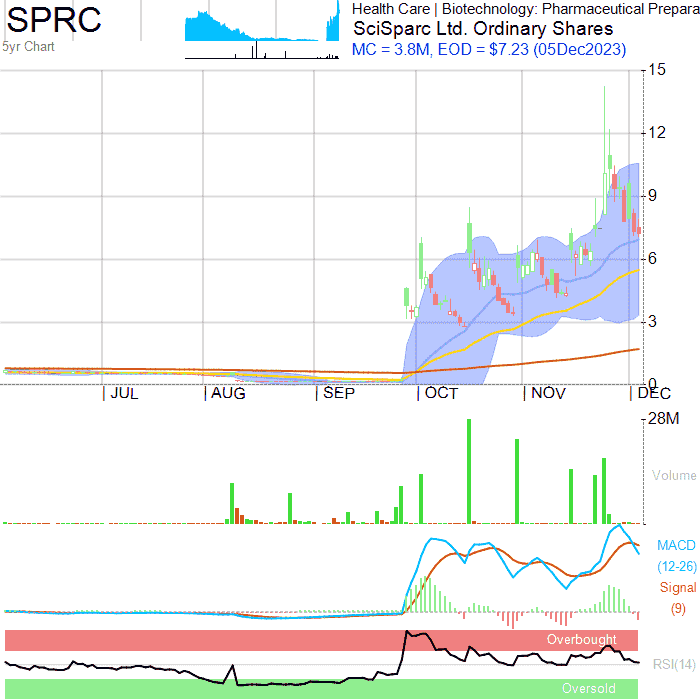 SPRC
Health Care | Biotechnology: Pharmaceutical Prepara
SciSparc Ltd. Ordinary Shares
5yr Chart
MC = 3.8M, EOD = $7.23 (05Dec2023)
15
12
9
6
3
0
| JUL | AUG | SEP | OCT | NOV | DEC
28M
Volume
MACD
(12-26)
Signal
(9)
Overbought
RSI(14)
Oversold